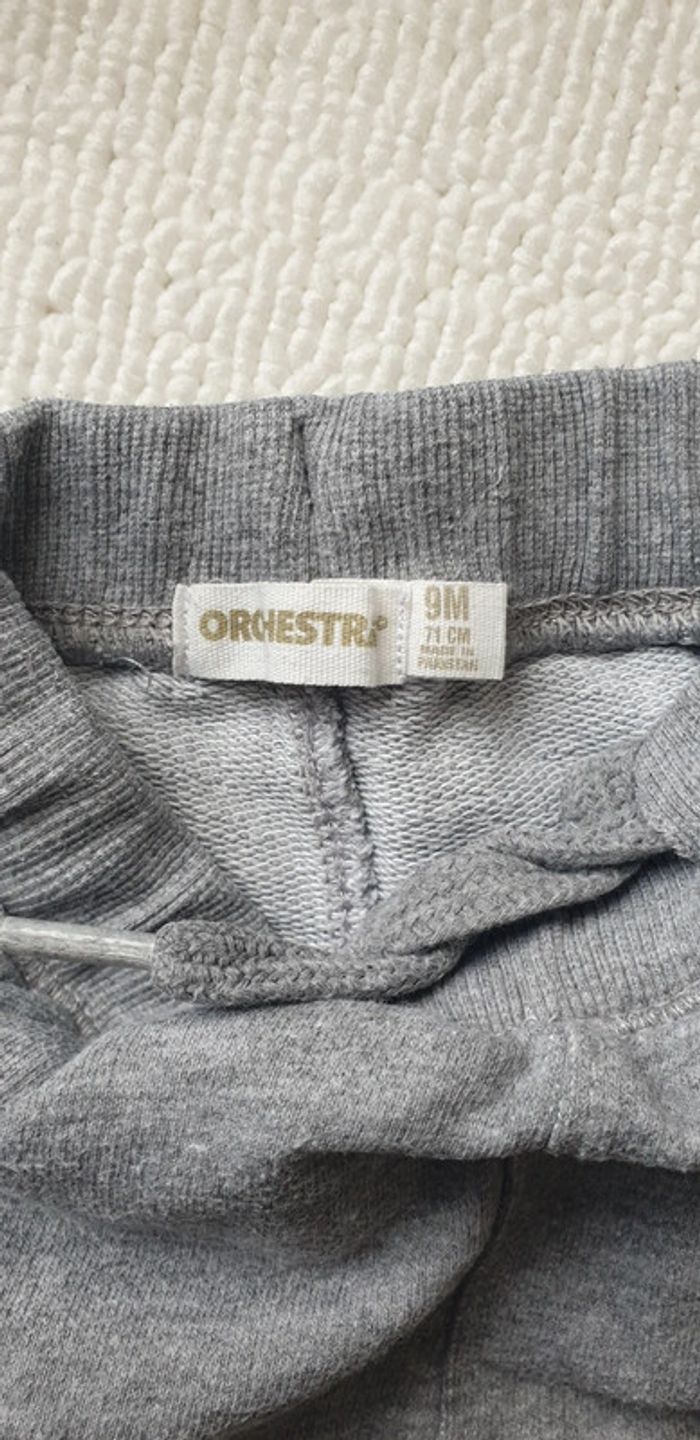 ORCHESTRA
9M
71 CM
MADE IN
PAKISTAN